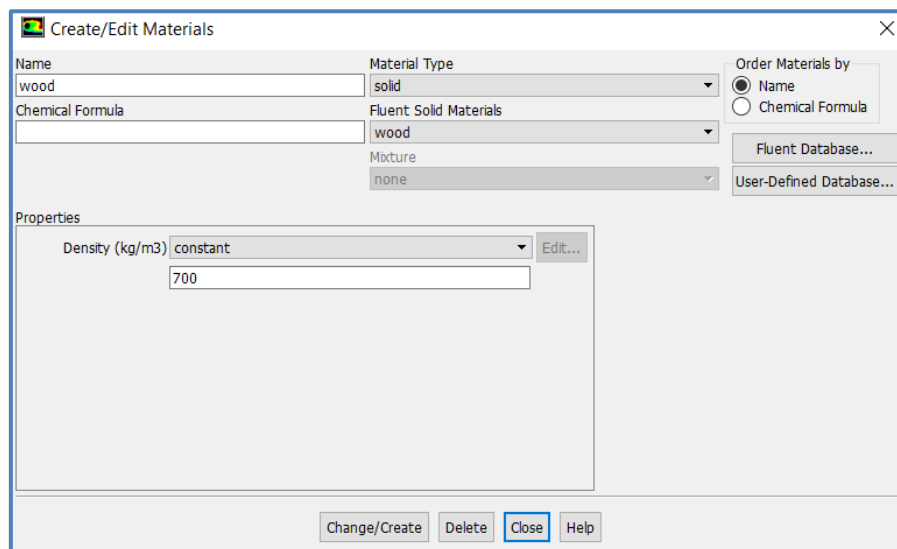 Create/Edit Materials
Name
wood
Chemical Formula
Material Type
solid
Fluent Solid Materials
wood
Mixture
none
Order Materials by
Name
Chemical Formula
Fluent Database...
User-Defined Database...
Properties
Density (kg/m3) constant Edit...
700
Change/Create Delete Close Help